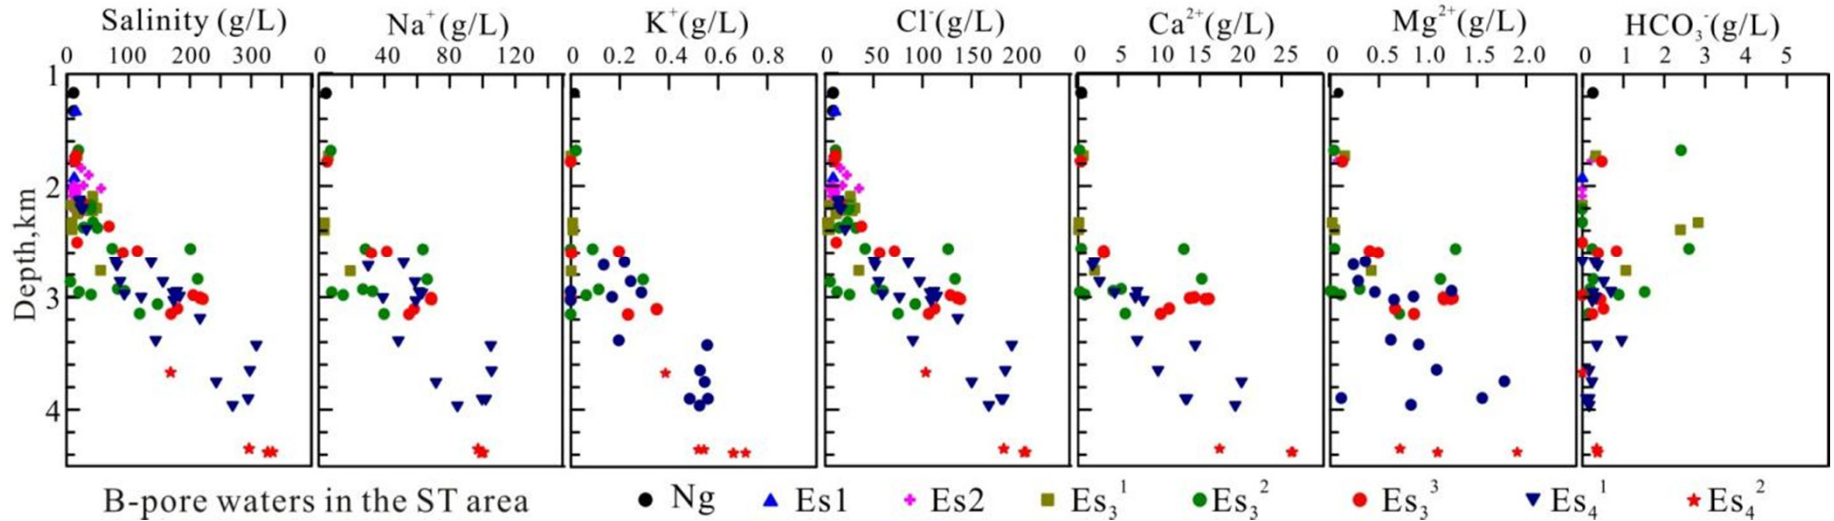 Salinity (g/L) Na⁺(g/L) K⁺(g/L) Cl⁻(g/L) Ca²⁺(g/L) Mg²⁺(g/L) HCO₃⁻(g/L)
0 100 200 300 0 40 80 120 0 0.2 0.4 0.6 0.8 0 50 100 200 0 5 10 15 20 25 0 0.5 1.0 1.5 2.0 0 1 2 3 4 5
1
2
3
4
Depth,km
B-pore waters in the ST area Ng Es1 Es2 Es₃¹ Es₃² Es₃³ Es₄¹ Es₄²